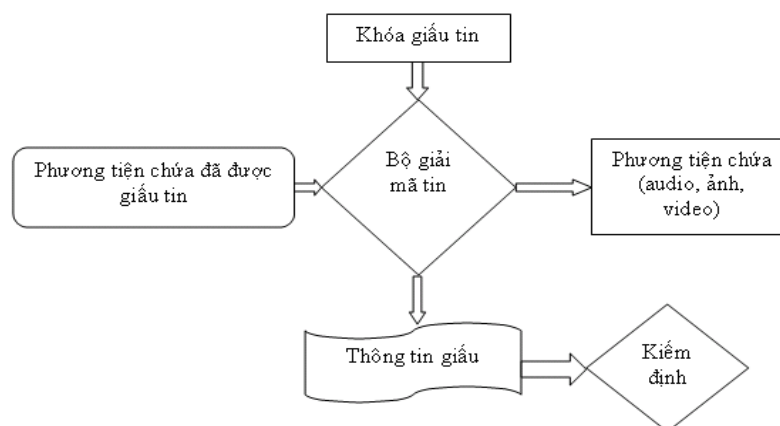 Khóa giấu tin
Phương tiện chứa đã được
giấu tin
Bộ giải
mã tin
Phương tiện chứa
(audio, ảnh,
video)
Thông tin giấu
Kiểm
định